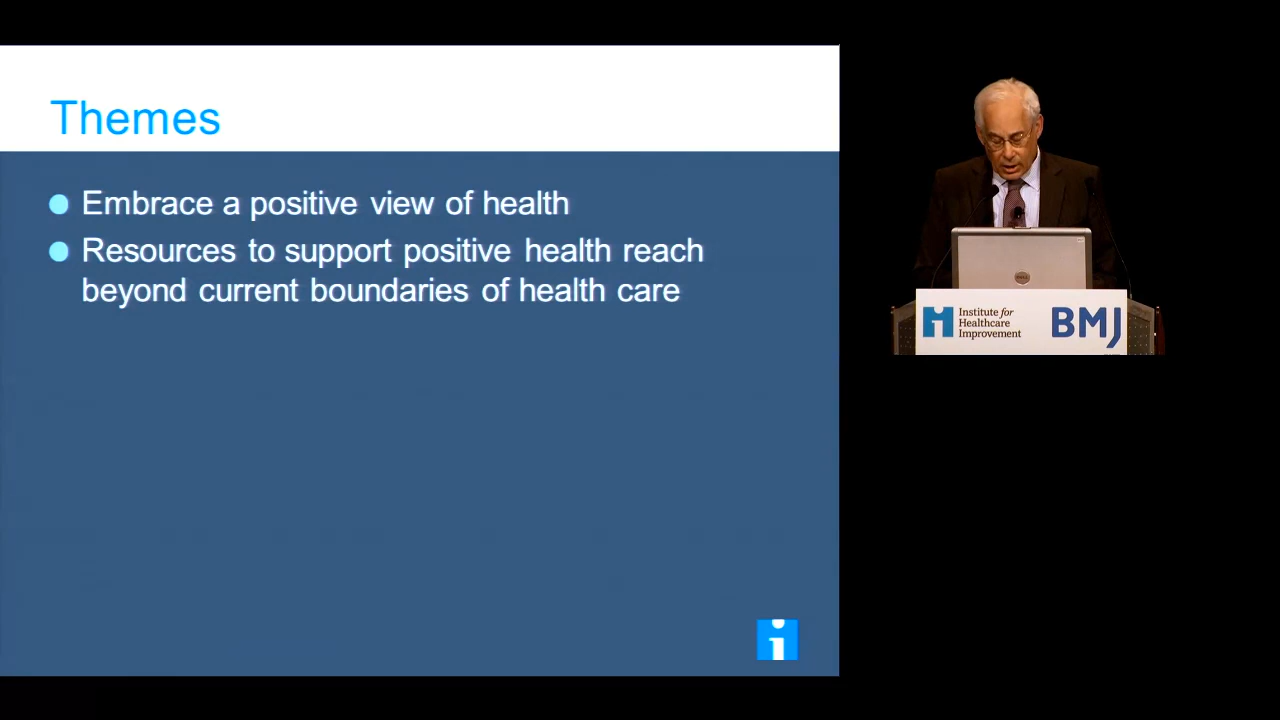 Themes
Embrace a positive view of health
Resources to support positive health reach
beyond current boundaries of health care
i
DELL
Institute for
Healthcare
Improvement
BMJ